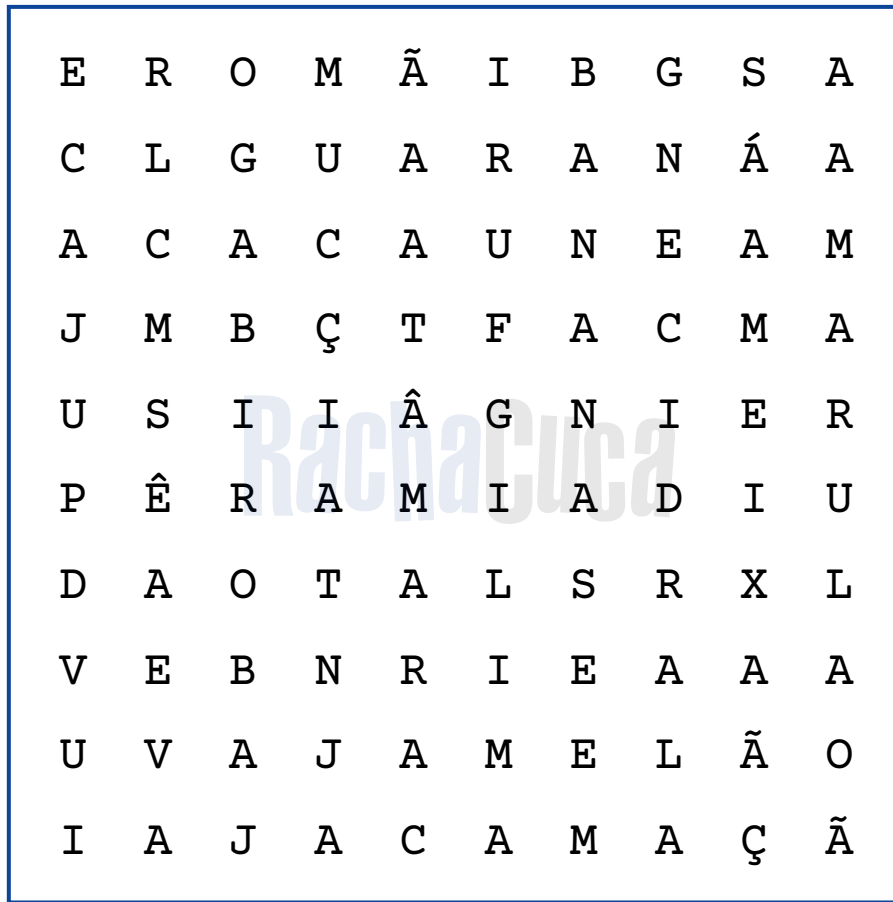 E R O M Ã I B G S A
C L G U A R A N Á A
A C A C A U N E A M
J M B Ç T F A C M A
U S I I Â G N I E R
P Ê R A M I A D I U
D A O T A L S R X L
V E B N R I E A A A
U V A J A M E L Ã O
I A J A C A M A Ç Ã
RachaCuca